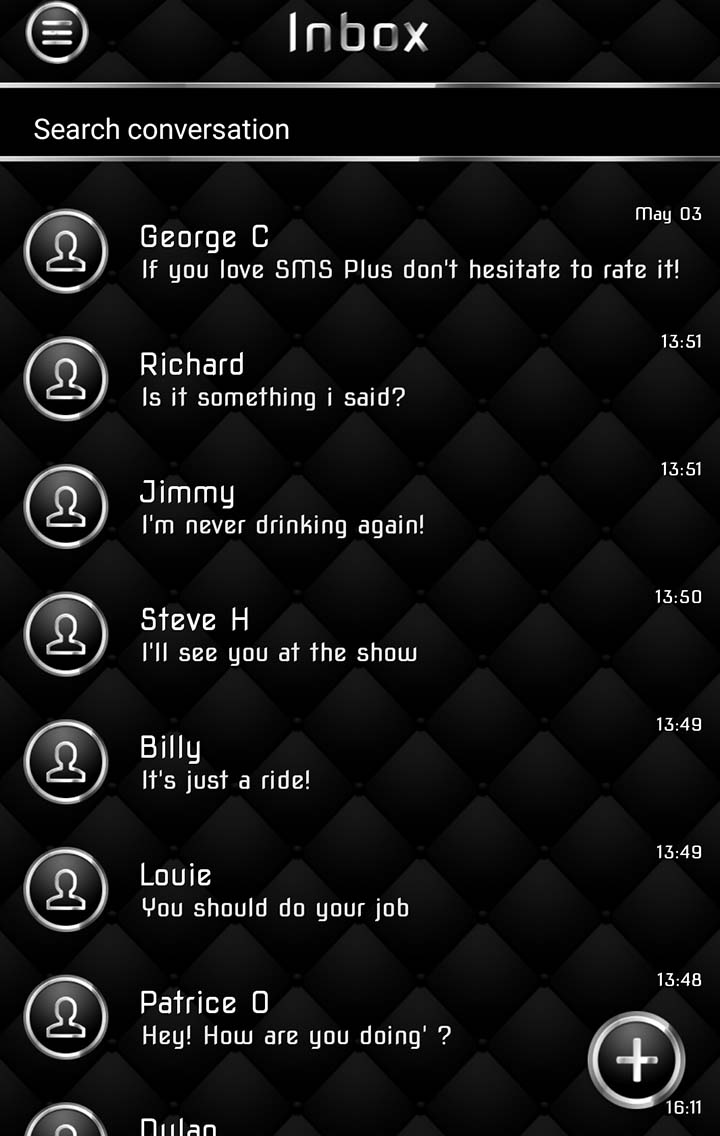 Inbox
Search conversation
May 03
George C
If you love SMS Plus don't hesitate to rate it!
13:51
Richard
Is it something i said?
13:51
Jimmy
I'm never drinking again!
13:50
Steve H
I'll see you at the show
13:49
Billy
It's just a ride!
13:49
Louie
You should do your job
13:48
Patrice O
Hey! How are you doing' ?
16:11
Dylan